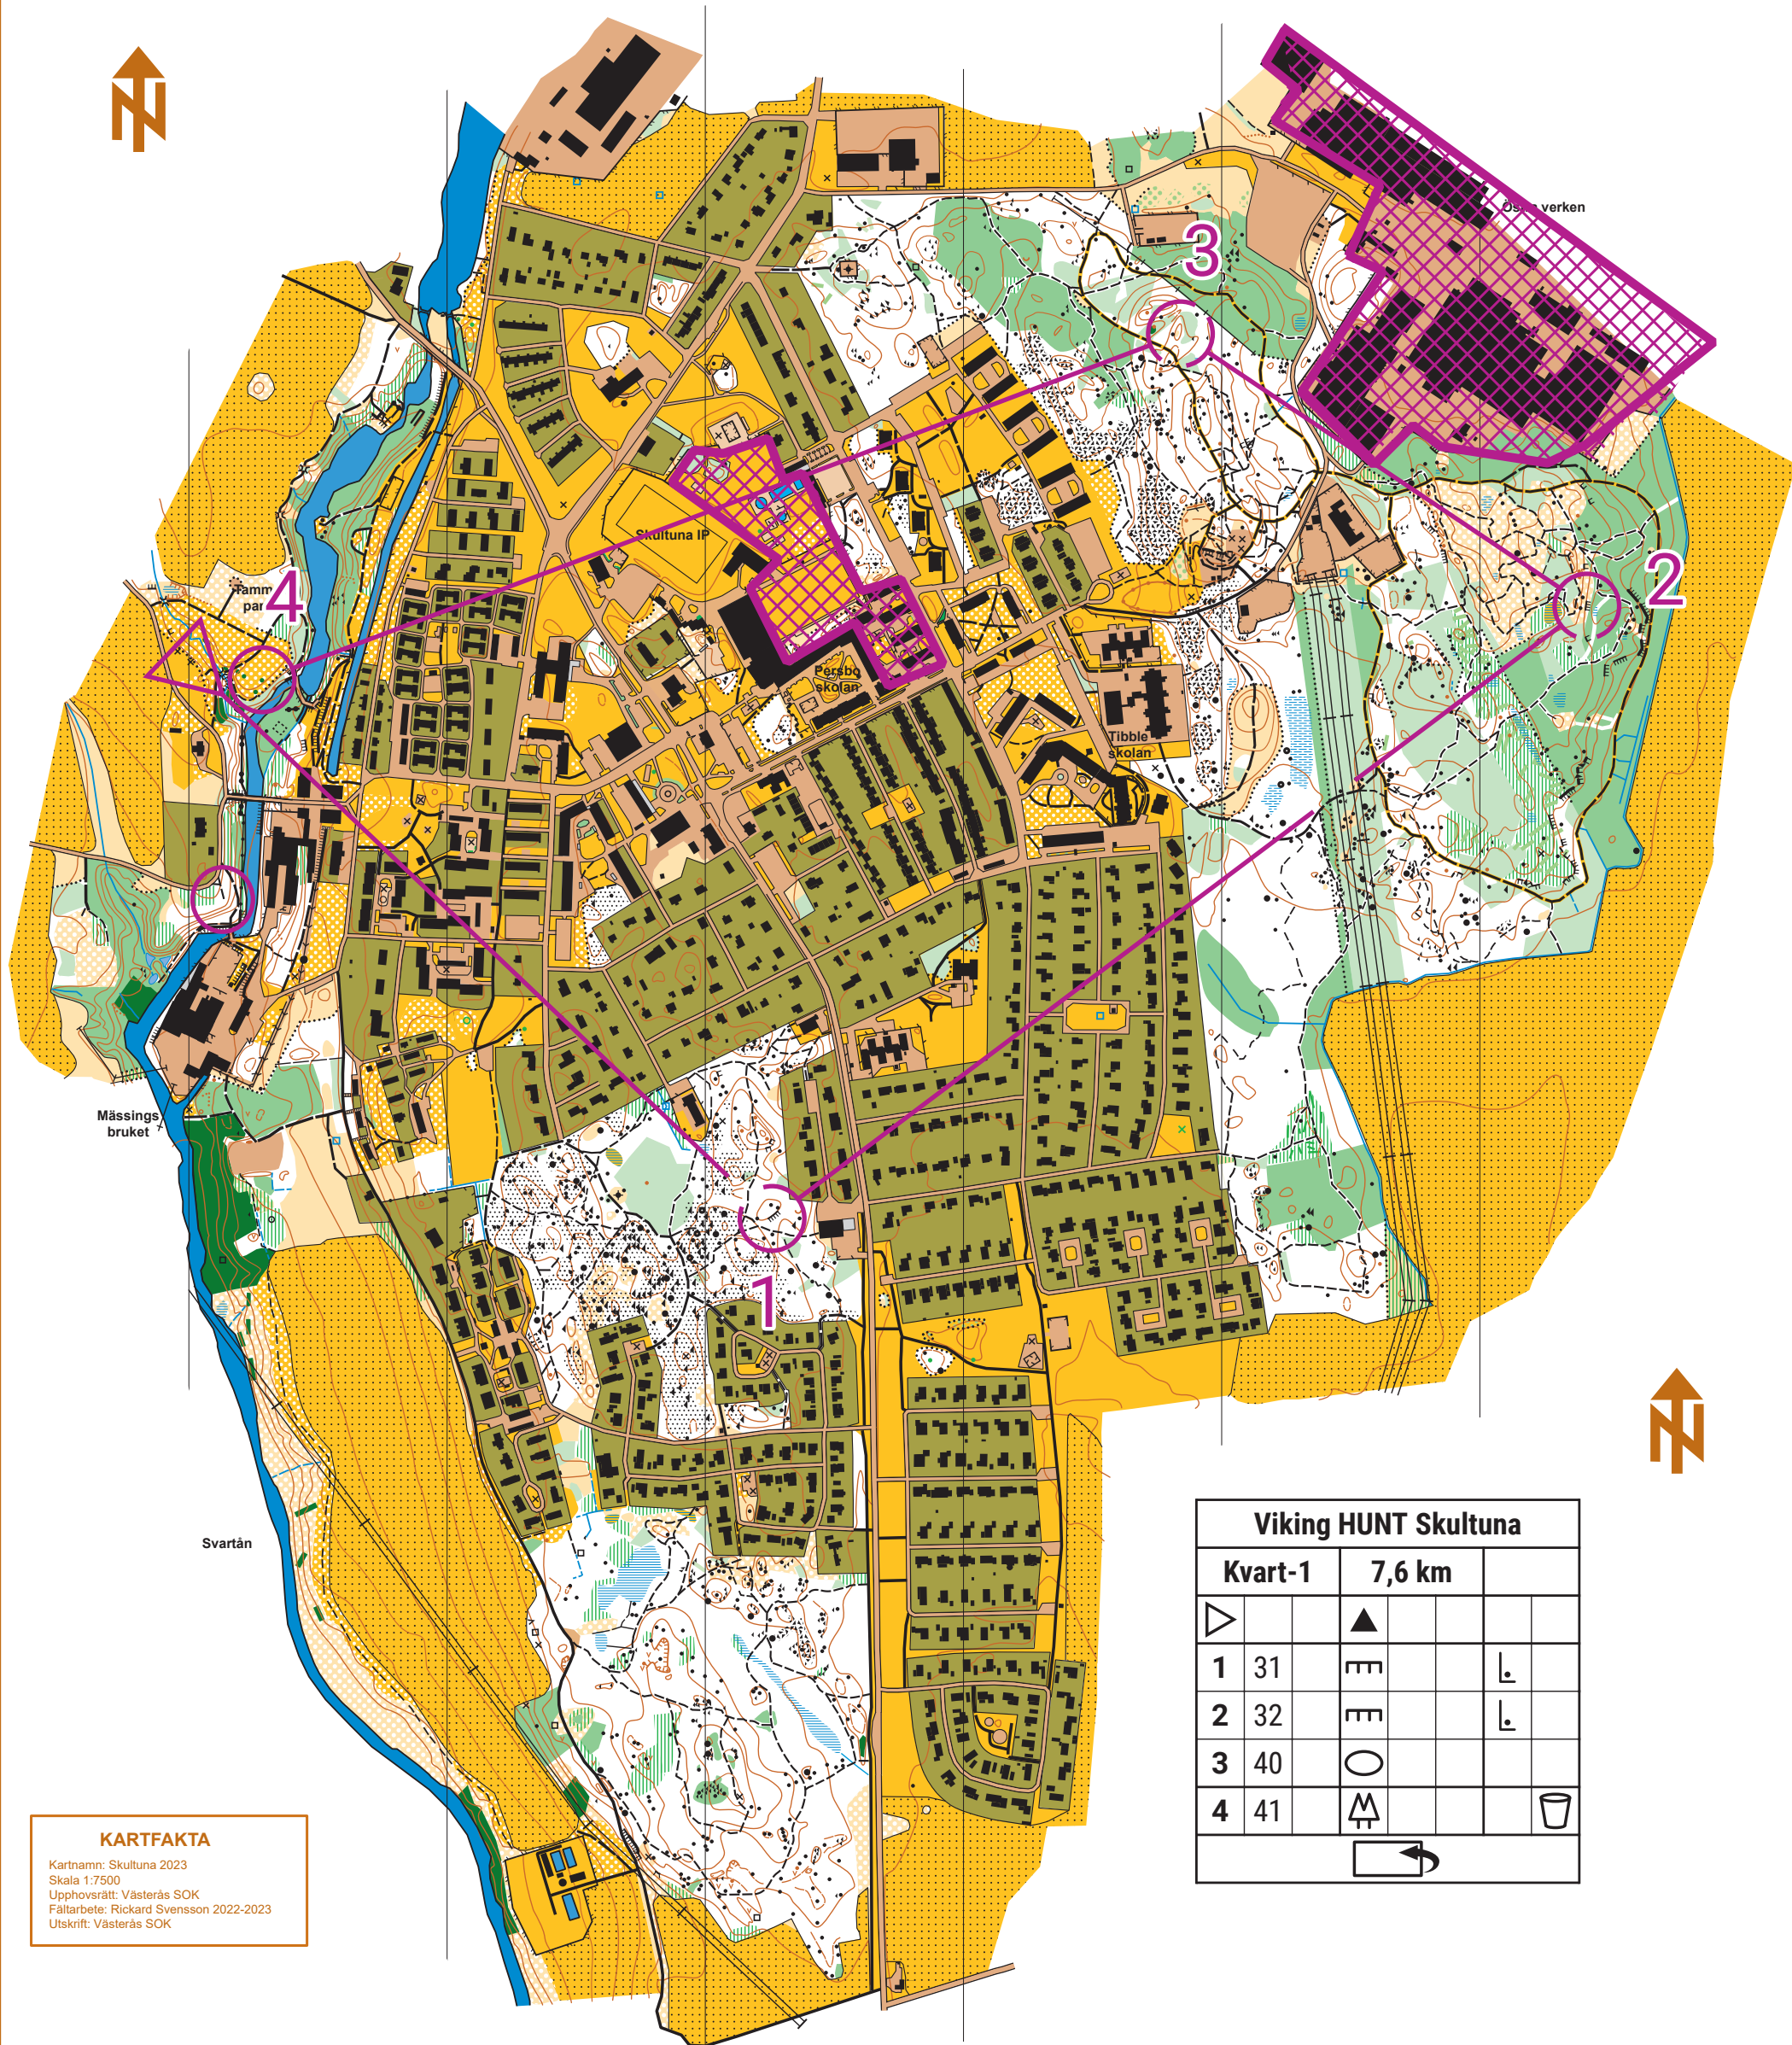 Östra verken
3
Skultuna IP
2
4
Persbo
skolan
Tibble
skolan
Mässings
bruket
1
Svartån
Viking HUNT Skultuna
Kvart-1 7,6 km
1 31
2 32
3 40
4 41
KARTFAKTA
Kartnamn: Skultuna 2023
Skala 1:7500
Upphovsrätt: Västerås SOK
Fältarbete: Rickard Svensson 2022-2023
Utskrift: Västerås SOK